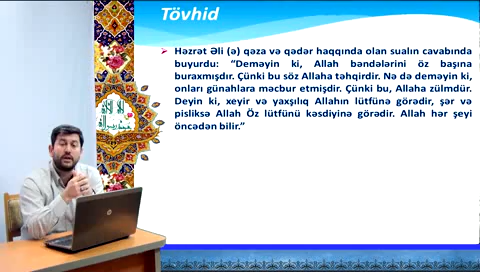 Tövhid
Həzrət Əli (ə) qəza və qədər haqqında olan sualın cavabında
buyurdu: “Deməyin ki, Allah bəndələrini öz başına
buraxmışdır. Çünki bu söz Allaha təhqirdir. Nə də deməyin ki,
onları günahlara məcbur etmişdir. Çünki bu, Allaha zülmdür.
Deyin ki, xeyir və yaxşılıq Allahın lütfünə görədir, şər və
pisliksə Allah Öz lütfünü kəsdiyinə görədir. Allah hər şeyi
öncədən bilir.”